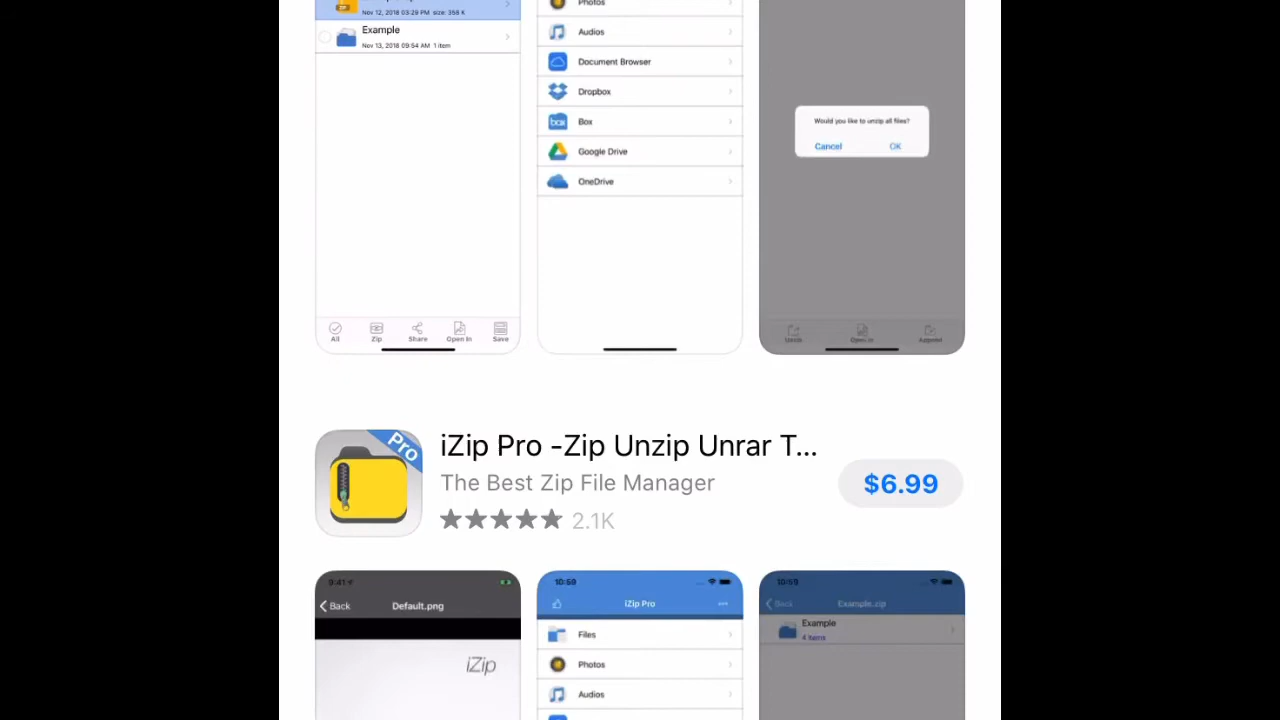 Nov 12, 2018 03:29 PM size: 358 K
Example
Nov 13, 2018 09:54 AM 1 item
All
Zip
Share
Open In
Save
Photos
Audios
Document Browser
Dropbox
box
Box
Google Drive
OneDrive
Would you like to unzip all files?
Cancel
OK
Open In
Pro
iZip Pro -Zip Unzip Unrar T...
The Best Zip File Manager
2.1K
$6.99
9:41
Back
Default.png
iZip
10:59
iZip Pro
Files
Photos
Audios
10:59
Back
Example.zip
Example
4 items